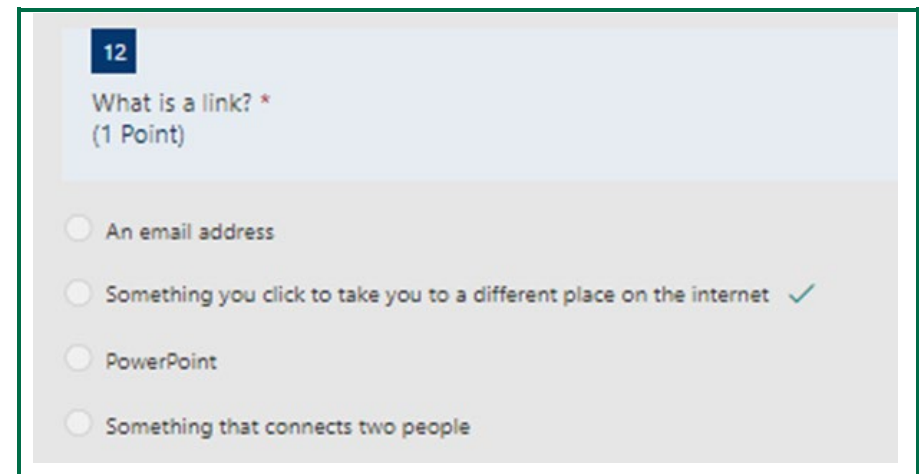 12
What is a link? *
(1 Point)
An email address
Something you click to take you to a different place on the internet
PowerPoint
Something that connects two people